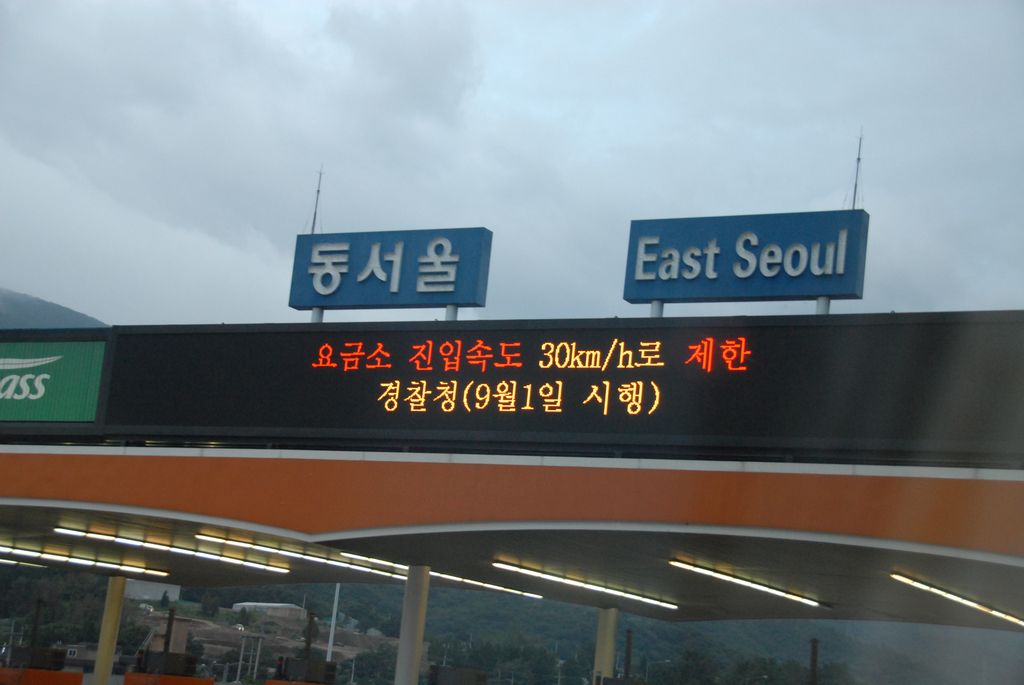 동서울
East Seoul
요금소 진입속도 30km/h로 제한
경찰청(9월1일 시행)